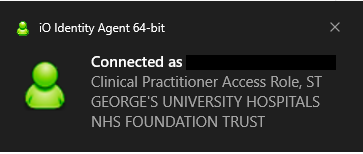 iO Identity Agent 64-bit
Connected as
Clinical Practitioner Access Role, ST
GEORGE'S UNIVERSITY HOSPITALS
NHS FOUNDATION TRUST